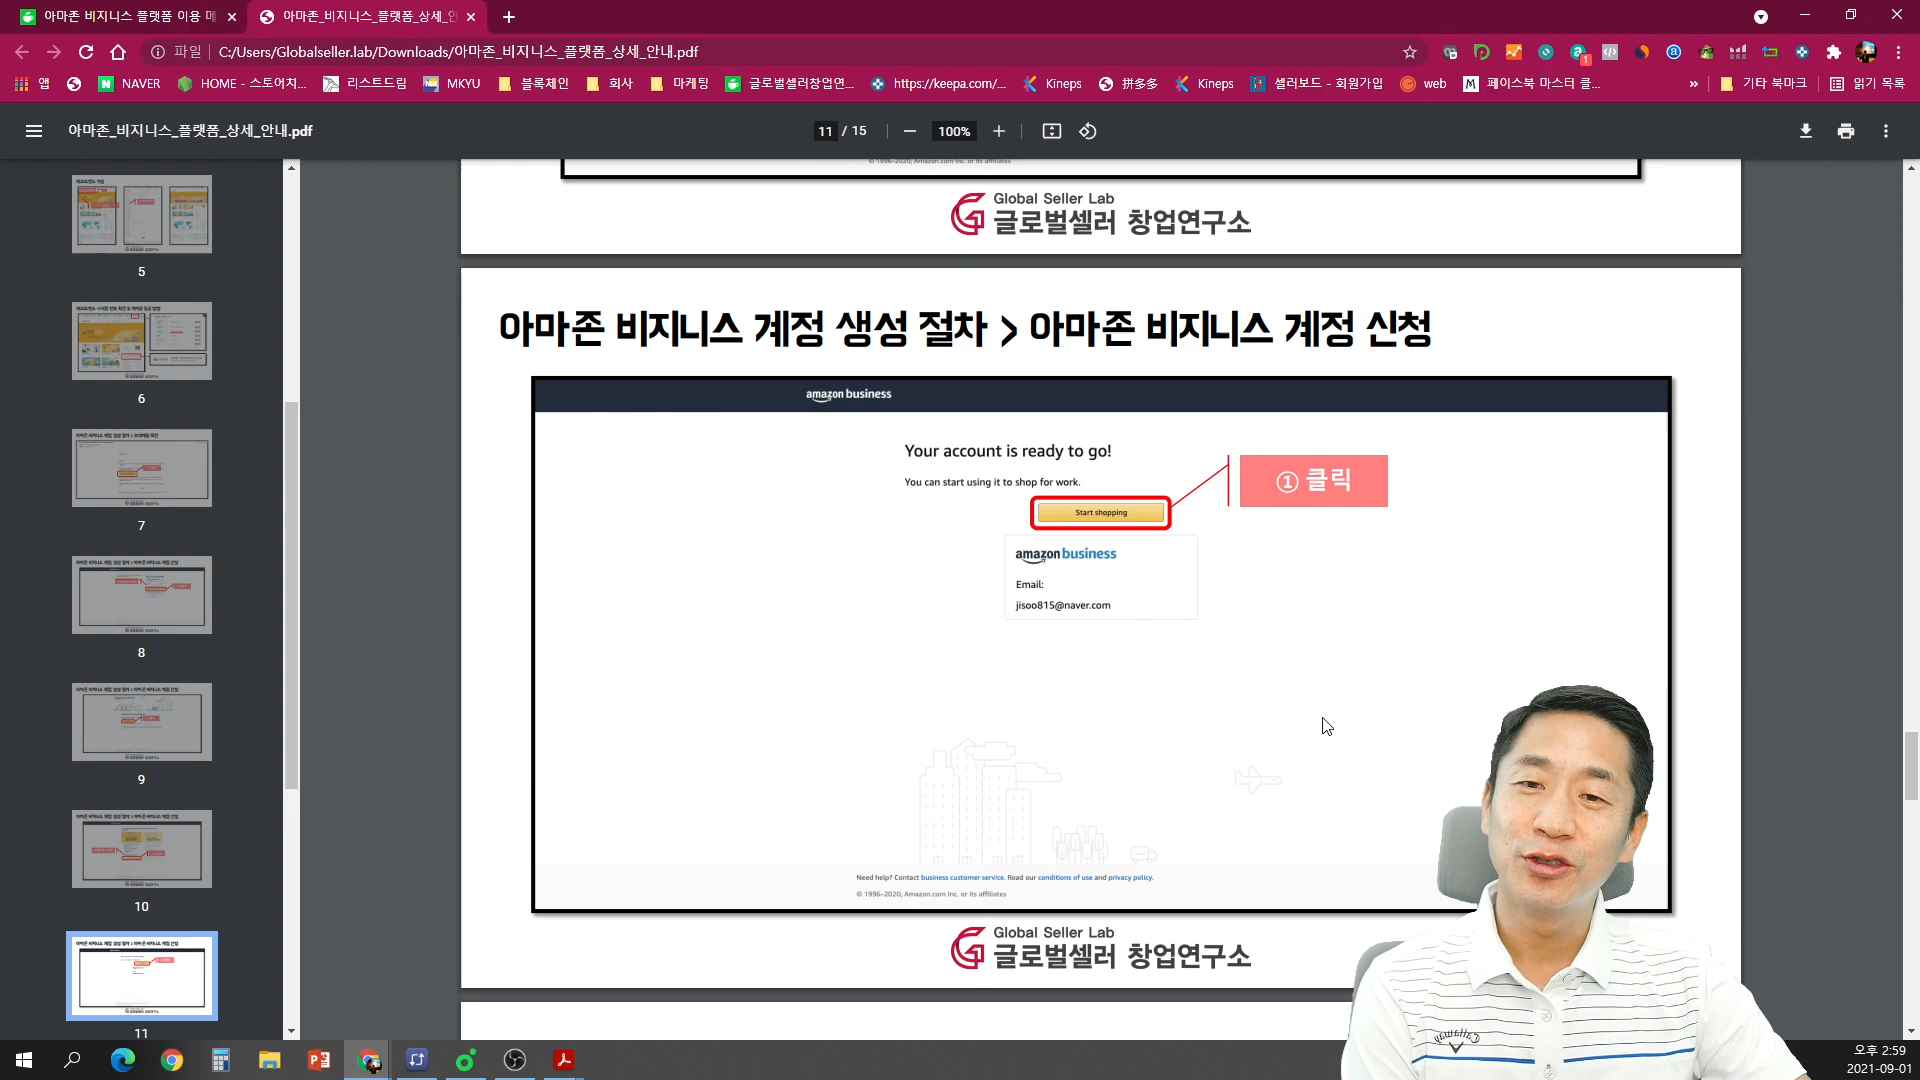 아마존 비지니스 플랫폼 이용 매
아마존_비지니스_플랫폼_상세_안
파일
C:/Users/Globalseller.lab/Downloads/아마존_비지니스_플랫폼_상세_안내.pdf
앱
NAVER
HOME - 스토어치...
리스트드림
MKYU
블록체인
회사
마케팅
글로벌셀러창업연...
https://keepa.com/...
Kineps
拼多多
Kineps
셀러보드 - 회원가입
web
페이스북 마스터 클...
»
기타 북마크
읽기 목록
아마존_비지니스_플랫폼_상세_안내.pdf
11 / 15
100%
© 1996-2020, Amazon.com Inc. or its affiliates
Global Seller Lab
글로벌셀러 창업연구소
5
6
7
8
9
10
11
아마존 비지니스 계정 생성 절차 > 아마존 비지니스 계정 신청
amazon business
Your account is ready to go!
You can start using it to shop for work.
① 클릭
Start shopping
amazon business
Email:
jisoo815@naver.com
Need help? Contact business customer service. Read our conditions of use and privacy policy.
© 1996-2020, Amazon.com Inc. or its affiliates
Global Seller Lab
글로벌셀러 창업연구소
Callaway
오후 2:59
2021-09-01